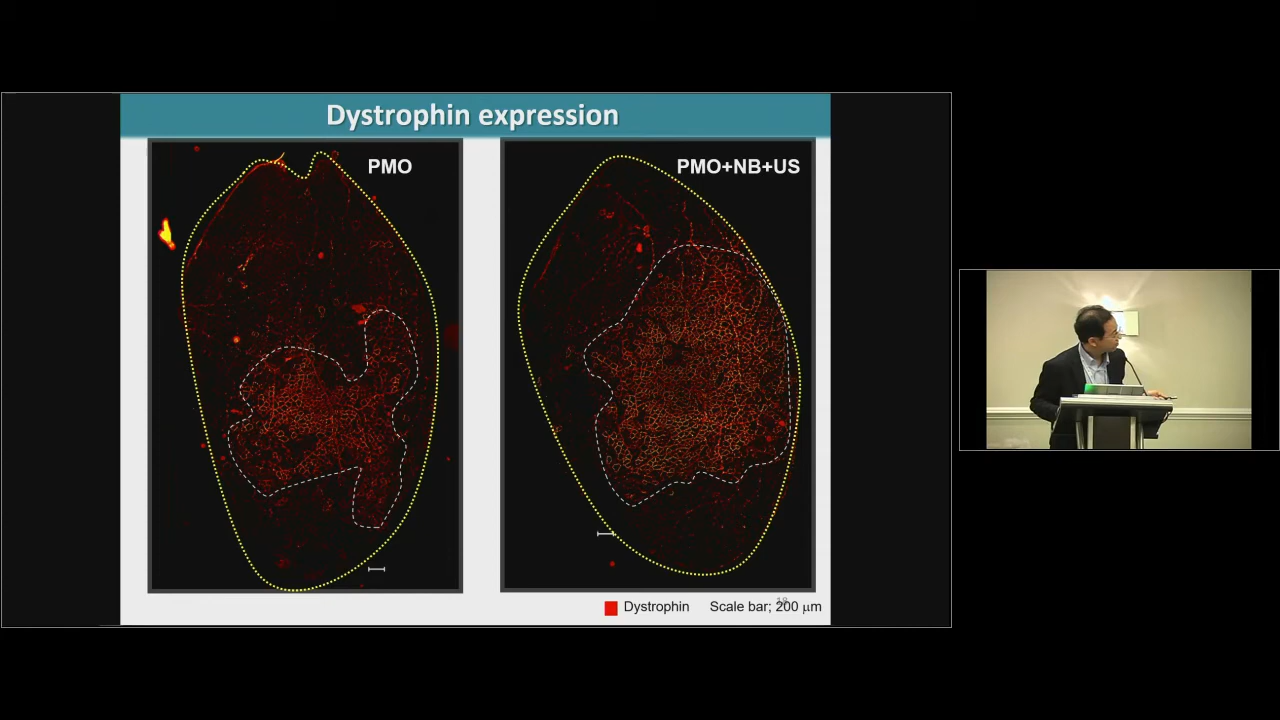 Dystrophin expression
PMO
PMO+NB+US
Dystrophin
Scale bar; 200 μm